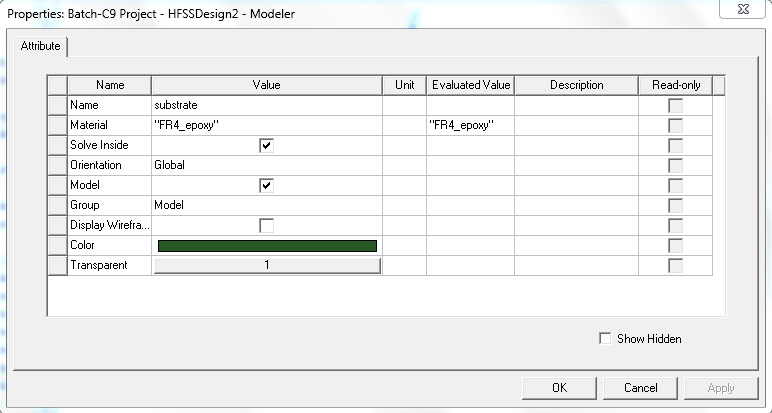 Properties: Batch-C9 Project - HFSSDesign2 - Modeler
Attribute
Name Value Unit Evaluated Value Description Read-only
Name substrate
Material "FR4_epoxy" "FR4_epoxy"
Solve Inside
Orientation Global
Model
Group Model
Display Wirefra...
Color
Transparent 1
Show Hidden
OK Cancel Apply